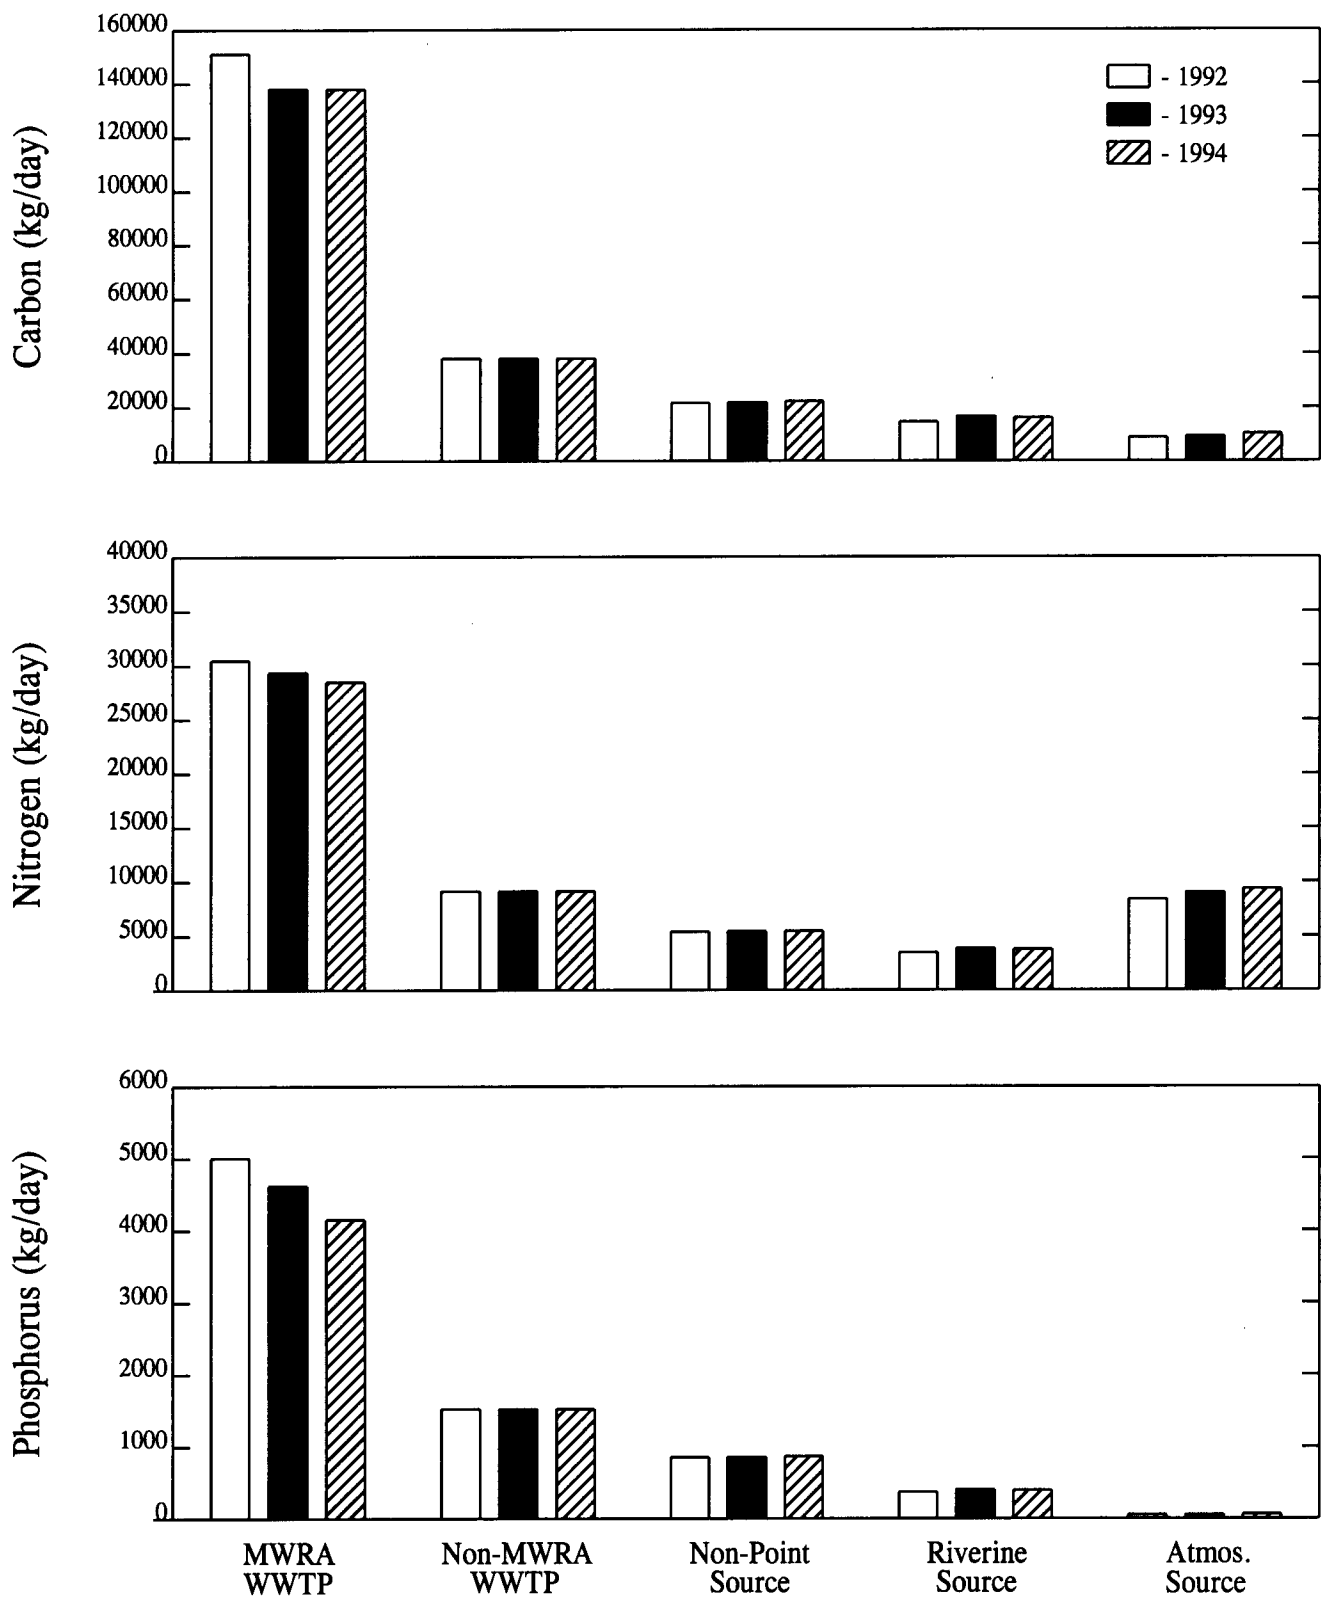 Carbon (kg/day)
160000
140000
120000
100000
80000
60000
40000
20000
0
- 1992
- 1993
- 1994
Nitrogen (kg/day)
40000
35000
30000
25000
20000
15000
10000
5000
0
Phosphorus (kg/day)
6000
5000
4000
3000
2000
1000
0
MWRA
WWTP
Non-MWRA
WWTP
Non-Point
Source
Riverine
Source
Atmos.
Source